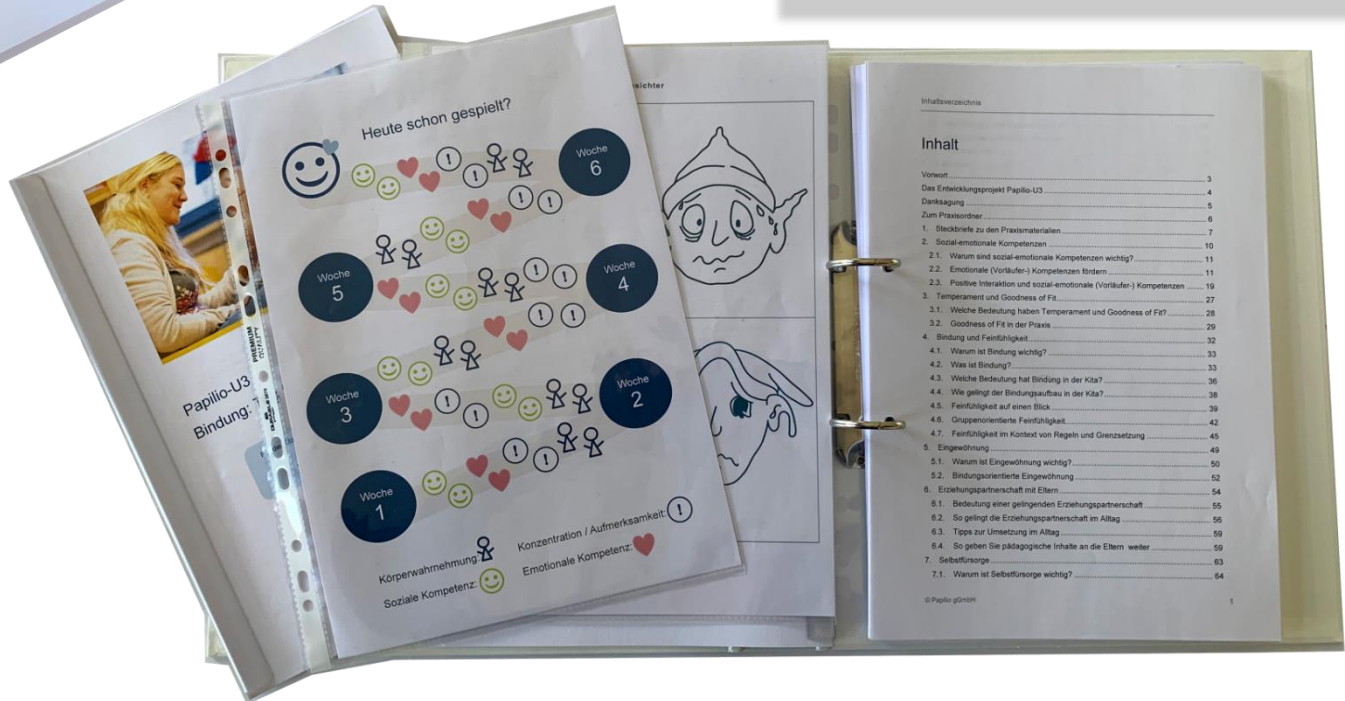 Papilio-U3
Bindung:
PREMIUM
Heute schon gespielt?
Woche
6
Woche
5
Woche
4
Woche
3
Woche
2
Woche
1
Körperwahrnehmung:
Konzentration / Aufmerksamkeit:
Soziale Kompetenz:
Emotionale Kompetenz:
sichter
Inhaltsverzeichnis
Inhalt
Vorwort 3
Das Entwicklungsprojekt Papilio-U3 4
Danksagung 5
Zum Praxisordner 6
1. Steckbriefe zu den Praxismaterialien 7
2. Sozial-emotionale Kompetenzen 10
2.1. Warum sind sozial-emotionale Kompetenzen wichtig? 11
2.2. Emotionale (Vorläufer-) Kompetenzen fördern 11
2.3. Positive Interaktion und sozial-emotionale (Vorläufer-) Kompetenzen 19
3. Temperament und Goodness of Fit 27
3.1. Welche Bedeutung haben Temperament und Goodness of Fit? 28
3.2. Goodness of Fit in der Praxis 29
4. Bindung und Feinfühligkeit 32
4.1. Warum ist Bindung wichtig? 33
4.2. Was ist Bindung? 33
4.3. Welche Bedeutung hat Bindung in der Kita? 36
4.4. Wie gelingt der Bindungsaufbau in der Kita? 38
4.5. Feinfühligkeit auf einen Blick 39
4.6. Gruppenorientierte Feinfühligkeit 42
4.7. Feinfühligkeit im Kontext von Regeln und Grenzsetzung 45
5. Eingewöhnung 49
5.1. Warum ist Eingewöhnung wichtig? 50
5.2. Bindungsorientierte Eingewöhnung 52
6. Erziehungspartnerschaft mit Eltern 54
6.1. Bedeutung einer gelingenden Erziehungspartnerschaft 55
6.2. So gelingt die Erziehungspartnerschaft im Alltag 56
6.3. Tipps zur Umsetzung im Alltag 59
6.4. So geben Sie pädagogische Inhalte an die Eltern weiter 59
7. Selbstfürsorge 63
7.1. Warum ist Selbstfürsorge wichtig? 64
© Papilio gGmbH 1